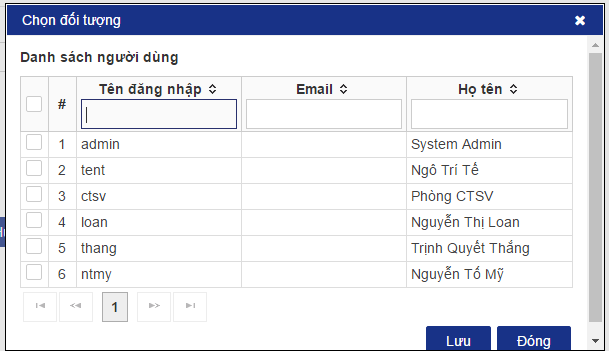 Chọn đối tượng
Danh sách người dùng
# Tên đăng nhập Email Họ tên
1 admin System Admin
2 tent Ngô Trí Tế
3 ctsv Phòng CTSV
4 loan Nguyễn Thị Loan
5 thang Trịnh Quyết Thắng
6 ntmy Nguyễn Tố Mỹ
1
Lưu Đóng